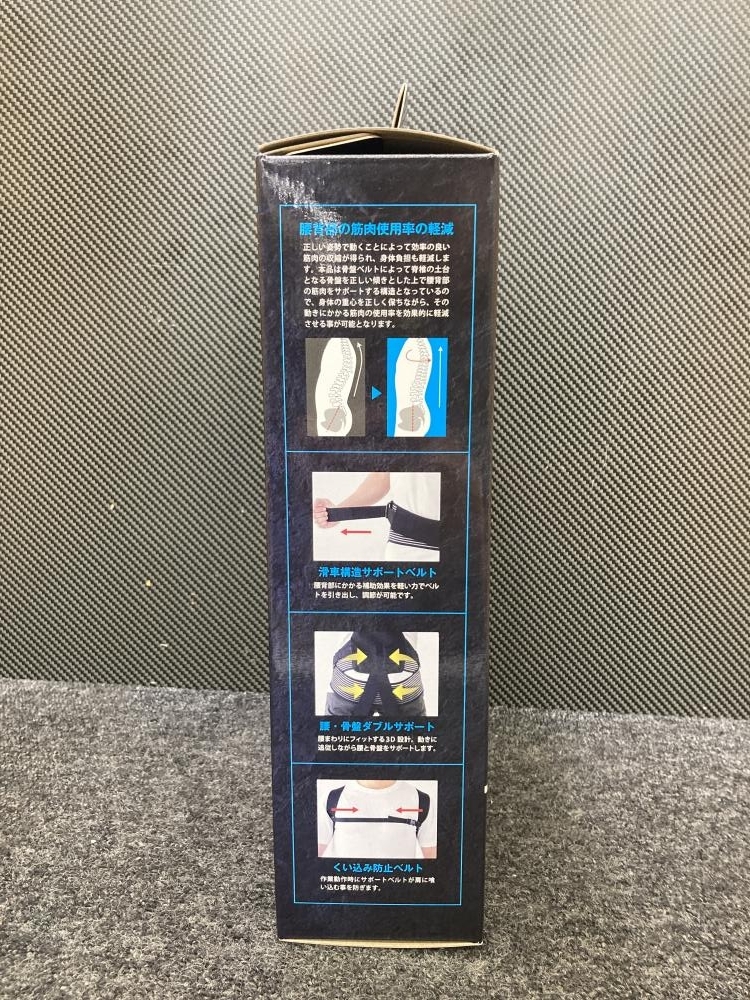 腰背部の筋肉使用率の軽減
正しい姿勢で動くことによって効率の良い
筋肉の収縮が得られ、身体負担も軽減しま
す。本品は骨盤ベルトによって脊椎の土台
となる骨盤を正しい傾きとした上で腰背部
の筋肉をサポートする構造となっているの
で、身体の重心を正しく保ちながら、その
動きにかかる筋肉の使用率を効果的に軽減
させる事が可能となります。
滑車構造サポートベルト
腰背部にかかる補助効果を軽い力でベル
トを引き出し、調節が可能です。
腰・骨盤ダブルサポート
腰まわりにフィットする3D設計。動きに
追従しながら腰と骨盤をサポートします。
くい込み防止ベルト
作業動作時にサポートベルトが肩に喰
い込む事を防ぎます。